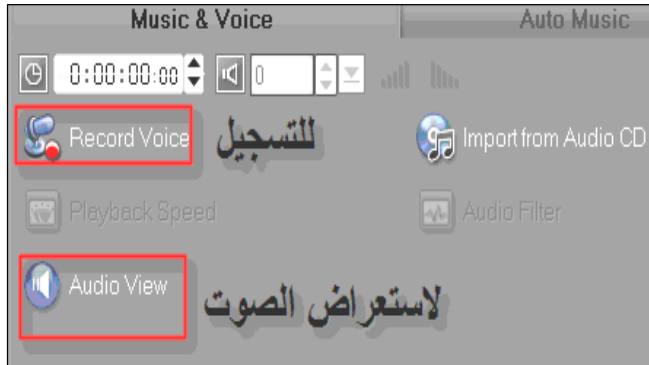 Music & Voice Auto Music
0:00:00:00 0
Record Voice للتسجيل Import from Audio CD
Playback Speed Audio Filter
Audio View لاستعراض الصوت